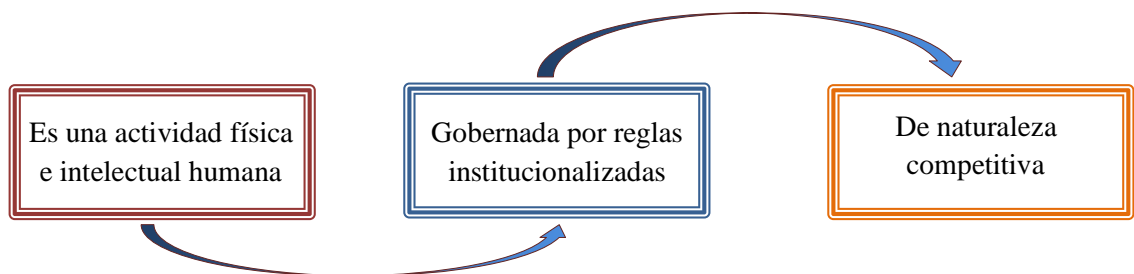 Es una actividad física
e intelectual humana
Gobernada por reglas
institucionalizadas
De naturaleza
competitiva